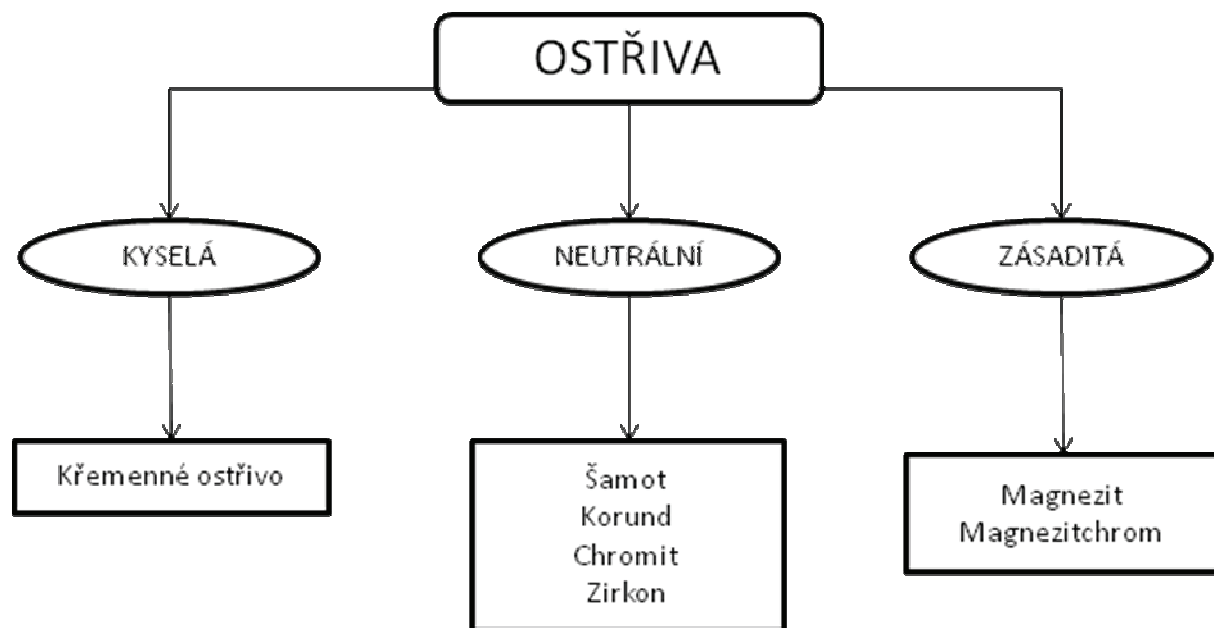 OSTŘIVA
KYSELÁ
NEUTRÁLNÍ
ZÁSADITÁ
Křemenné ostřivo
Šamot
Korund
Chromit
Zirkon
Magnezit
Magnezitchrom